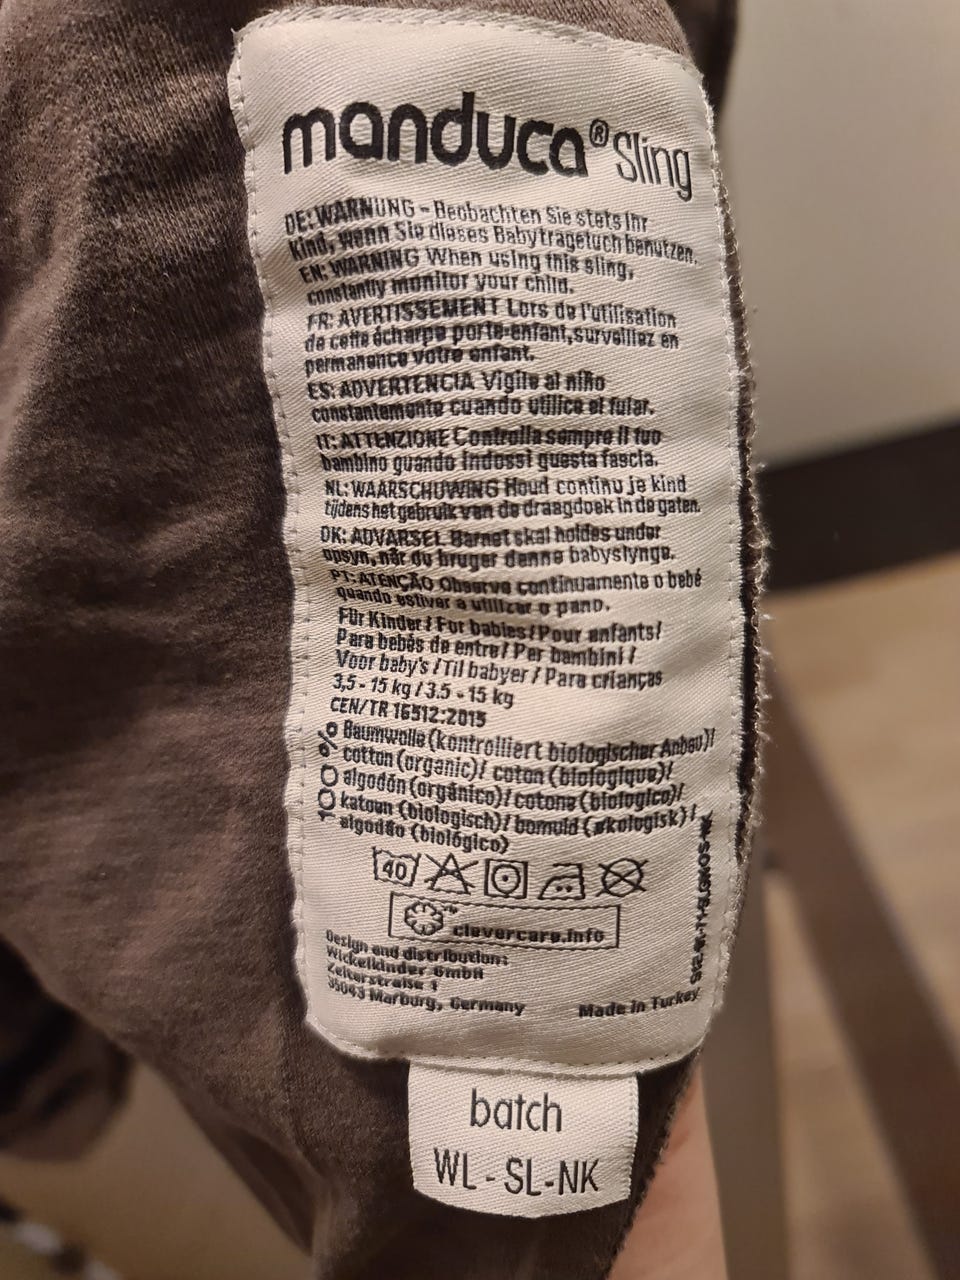 manduca® Sling
DE: WARNUNG - Beobachten Sie stets Ihr
Kind, wenn Sie dieses Babytragetuch benutzen.
EN: WARNING When using this sling,
constantly monitor your child.
FR: AVERTISSEMENT Lors de l'utilisation
de cette écharpe porte-enfant, surveillez en
permanence votre enfant.
ES: ADVERTENCIA Vigile al niño
constantemente cuando utilice el fular.
IT: ATTENZIONE Controlla sempre il tuo
bambino quando indossi questa fascia.
NL: WAARSCHUWING Houd continu je kind
tijdens het gebruik van de draagdoek in de gaten.
DK: ADVARSEL Barnet skal holdes under
opsyn, når du bruger denne babyslynge.
PT: ATENÇÃO Observe continuamente o bebé
quando estiver a utilizar o pano.
Für Kinder / For babies / Pour enfants/
Para bebés de entre / Per bambini /
Voor baby's / Til babyer / Para crianças
3,5 - 15 kg / 3.5 - 15 kg
CEN/TR 16512:2015
100%
Baumwolle (kontrolliert biologischer Anbau)/
cotton (organic)/ coton (biologique)/
algodón (orgánico)/ cotone (biologico)/
katoen (biologisch)/ bomuld (økologisk)/
algodão (biológico)
40
™ clevercare.info
Design and distribution:
Wickelkinder GmbH
Zeiterstraße 1
35043 Marburg, Germany
Made in Turkey
batch
WL - SL-NK